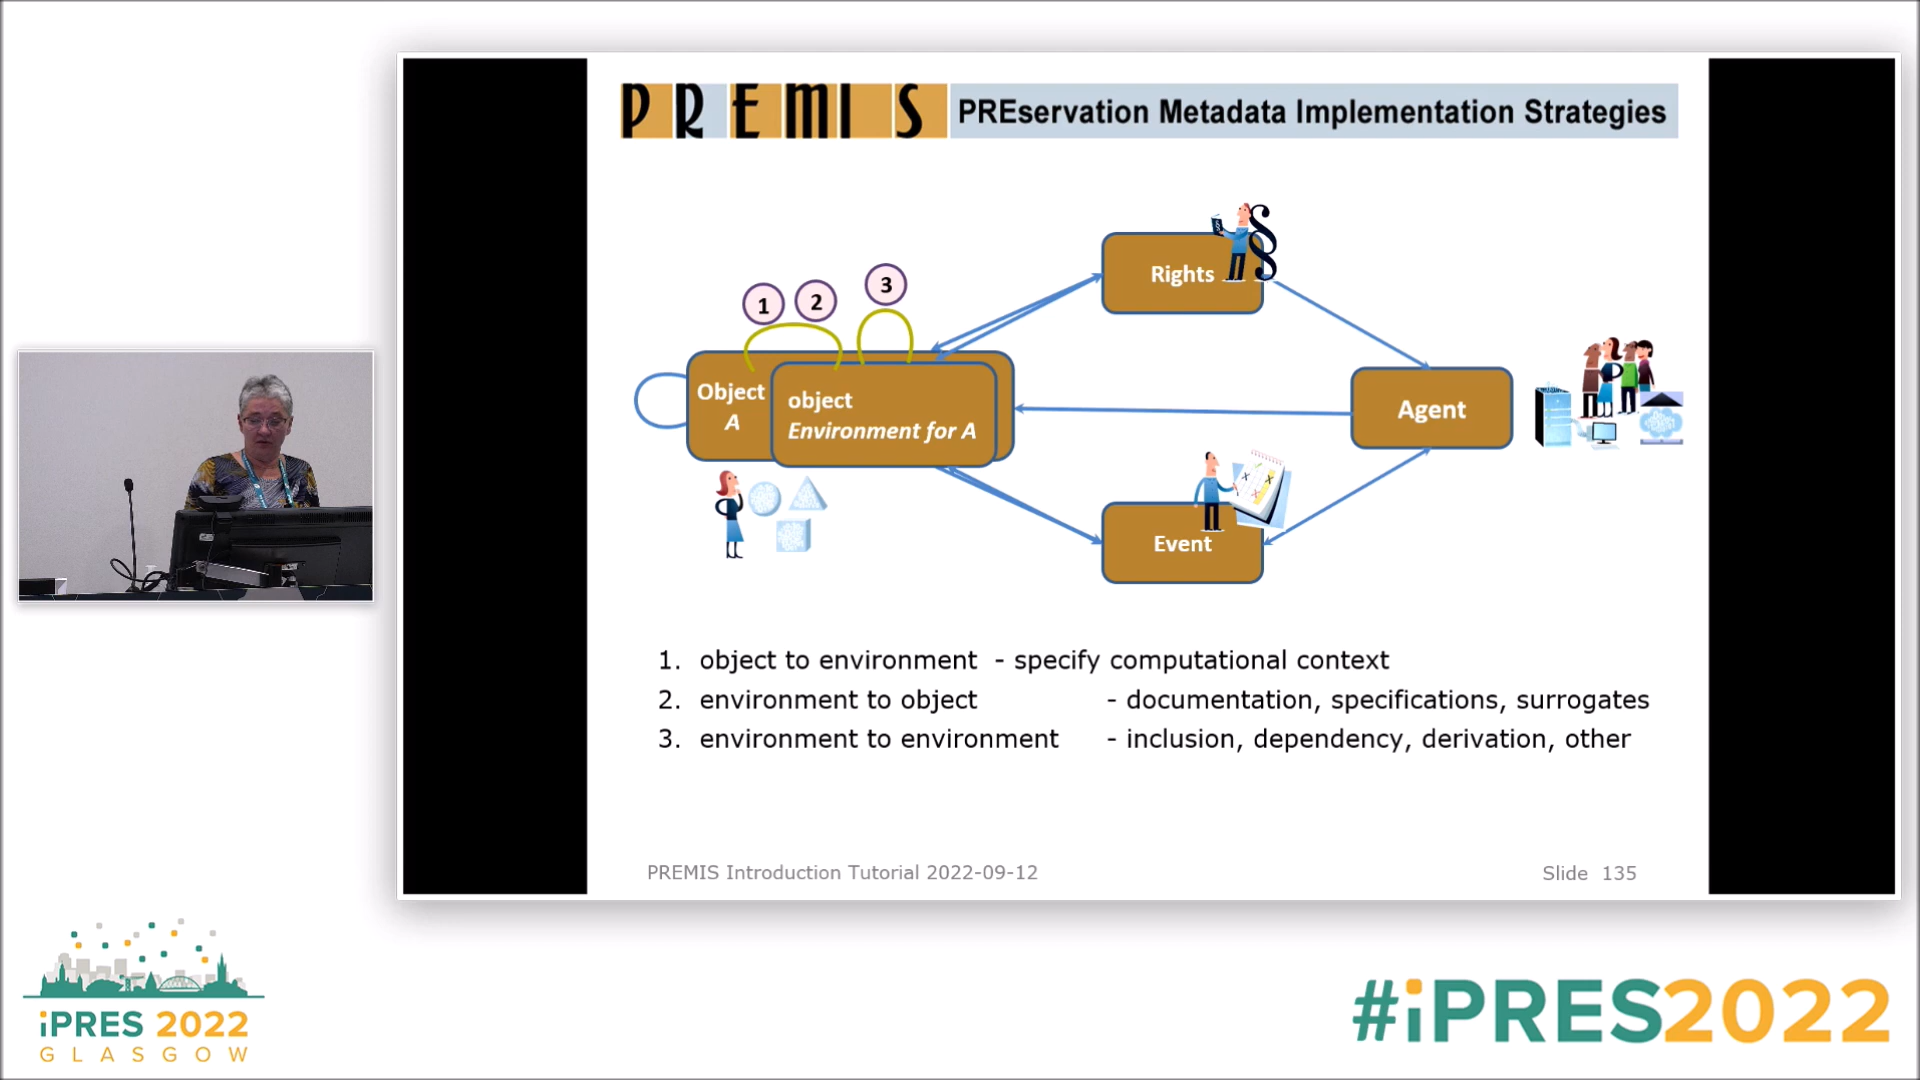 PREMIS
PREservation Metadata Implementation Strategies
Rights
§
1
2
3
Object
A
object
Environment for A
Agent
Event
1. object to environment - specify computational context
2. environment to object - documentation, specifications, surrogates
3. environment to environment - inclusion, dependency, derivation, other
PREMIS Introduction Tutorial 2022-09-12
Slide 135
iPRES 2022
GLASGOW
#iPRES2022